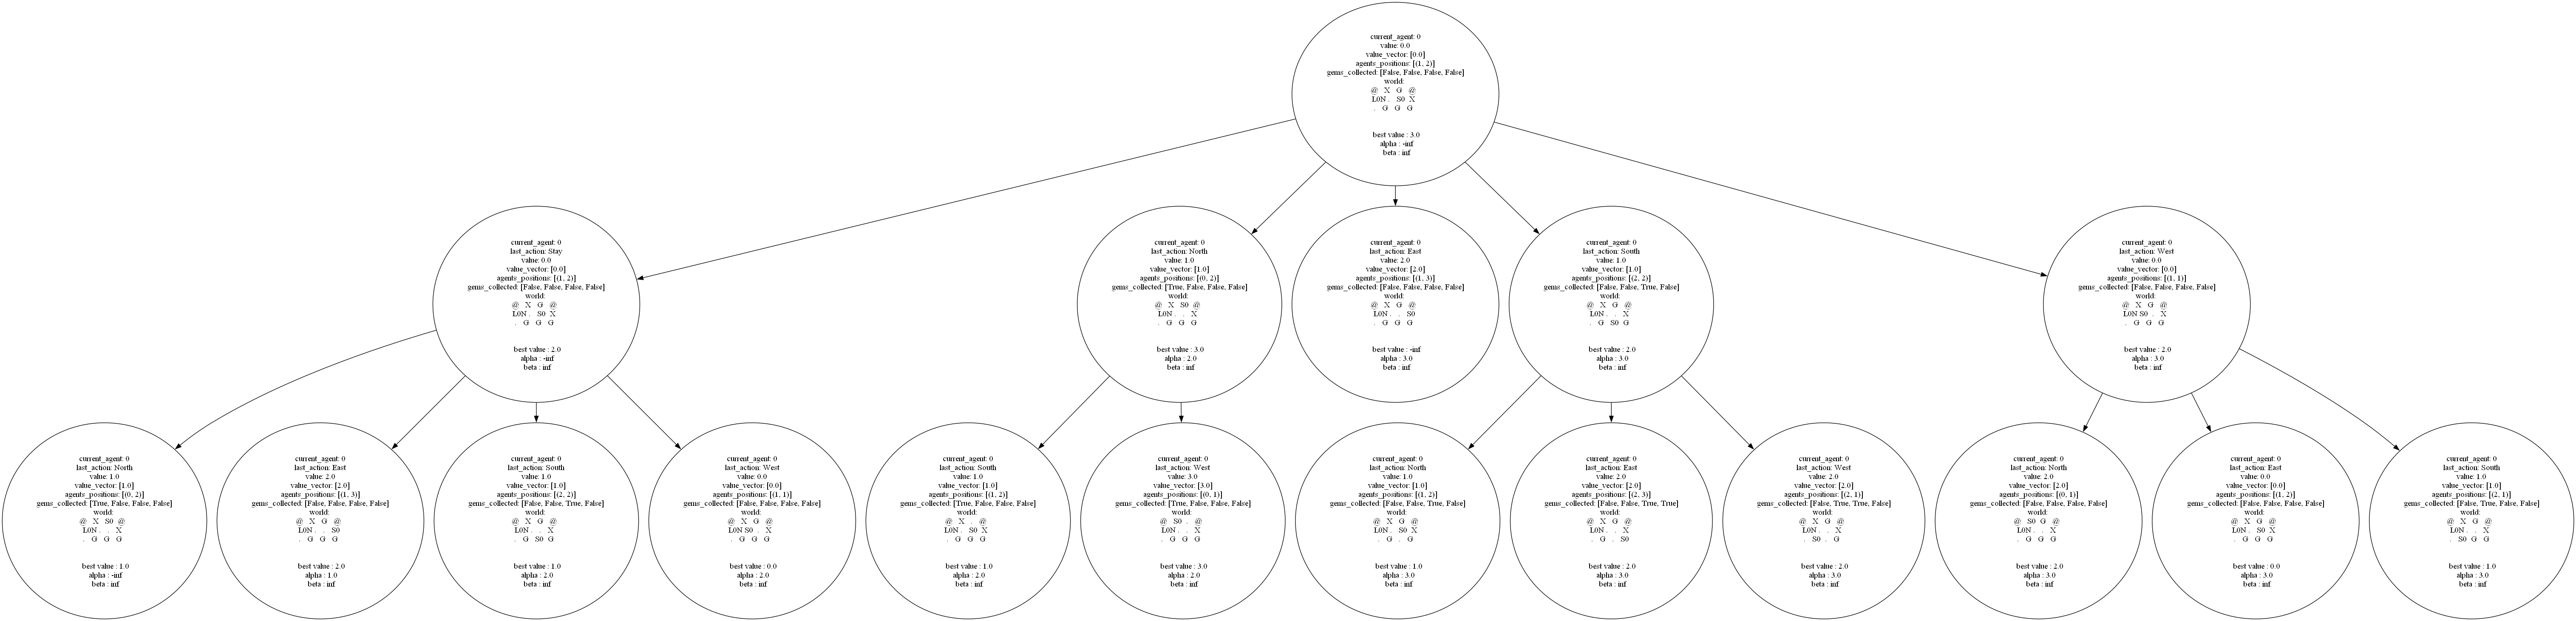 current_agent: 0
value: 0.0
value_vector: [0.0]
agents_positions: [(1, 2)]
gems_collected: [False, False, False, False]
world:
@ X G @
L0N . S0 X
. G G G
best value : 3.0
alpha : -inf
beta : inf
current_agent: 0
last_action: Stay
value: 0.0
value_vector: [0.0]
agents_positions: [(1, 2)]
gems_collected: [False, False, False, False]
world:
@ X G @
L0N . S0 X
. G G G
best value : 2.0
alpha : -inf
beta : inf
current_agent: 0
last_action: North
value: 1.0
value_vector: [1.0]
agents_positions: [(0, 2)]
gems_collected: [True, False, False, False]
world:
@ X S0 @
L0N . . X
. G G G
best value : 3.0
alpha : 2.0
beta : inf
current_agent: 0
last_action: East
value: 2.0
value_vector: [2.0]
agents_positions: [(1, 3)]
gems_collected: [False, False, False, False]
world:
@ X G @
L0N . . S0
. G G G
best value : -inf
alpha : 3.0
beta : inf
current_agent: 0
last_action: South
value: 1.0
value_vector: [1.0]
agents_positions: [(2, 2)]
gems_collected: [False, False, True, False]
world:
@ X G @
L0N . . X
. G S0 G
best value : 2.0
alpha : 3.0
beta : inf
current_agent: 0
last_action: West
value: 0.0
value_vector: [0.0]
agents_positions: [(1, 1)]
gems_collected: [False, False, False, False]
world:
@ X G @
L0N S0 . X
. G G G
best value : 2.0
alpha : 3.0
beta : inf
current_agent: 0
last_action: North
value: 1.0
value_vector: [1.0]
agents_positions: [(0, 2)]
gems_collected: [True, False, False, False]
world:
@ X S0 @
L0N . . X
. G G G
best value : 1.0
alpha : -inf
beta : inf
current_agent: 0
last_action: East
value: 2.0
value_vector: [2.0]
agents_positions: [(1, 3)]
gems_collected: [False, False, False, False]
world:
@ X G @
L0N . . S0
. G G G
best value : 2.0
alpha : 1.0
beta : inf
current_agent: 0
last_action: South
value: 1.0
value_vector: [1.0]
agents_positions: [(2, 2)]
gems_collected: [False, False, True, False]
world:
@ X G @
L0N . . X
. G S0 G
best value : 1.0
alpha : 2.0
beta : inf
current_agent: 0
last_action: West
value: 0.0
value_vector: [0.0]
agents_positions: [(1, 1)]
gems_collected: [False, False, False, False]
world:
@ X G @
L0N S0 . X
. G G G
best value : 0.0
alpha : 2.0
beta : inf
current_agent: 0
last_action: South
value: 1.0
value_vector: [1.0]
agents_positions: [(1, 2)]
gems_collected: [True, False, False, False]
world:
@ X . @
L0N . S0 X
. G G G
best value : 1.0
alpha : 2.0
beta : inf
current_agent: 0
last_action: West
value: 3.0
value_vector: [3.0]
agents_positions: [(0, 1)]
gems_collected: [True, False, False, False]
world:
@ S0 . @
L0N . . X
. G G G
best value : 3.0
alpha : 2.0
beta : inf
current_agent: 0
last_action: North
value: 1.0
value_vector: [1.0]
agents_positions: [(1, 2)]
gems_collected: [False, False, True, False]
world:
@ X G @
L0N . S0 X
. G . G
best value : 1.0
alpha : 3.0
beta : inf
current_agent: 0
last_action: East
value: 2.0
value_vector: [2.0]
agents_positions: [(2, 3)]
gems_collected: [False, False, True, True]
world:
@ X G @
L0N . . X
. G . S0
best value : 2.0
alpha : 3.0
beta : inf
current_agent: 0
last_action: West
value: 2.0
value_vector: [2.0]
agents_positions: [(2, 1)]
gems_collected: [False, True, True, False]
world:
@ X G @
L0N . . X
. S0 . G
best value : 2.0
alpha : 3.0
beta : inf
current_agent: 0
last_action: North
value: 2.0
value_vector: [2.0]
agents_positions: [(0, 1)]
gems_collected: [False, False, False, False]
world:
@ S0 G @
L0N . . X
. G G G
best value : 2.0
alpha : 3.0
beta : inf
current_agent: 0
last_action: East
value: 0.0
value_vector: [0.0]
agents_positions: [(1, 2)]
gems_collected: [False, False, False, False]
world:
@ X G @
L0N . S0 X
. G G G
best value : 0.0
alpha : 3.0
beta : inf
current_agent: 0
last_action: South
value: 1.0
value_vector: [1.0]
agents_positions: [(2, 1)]
gems_collected: [False, True, False, False]
world:
@ X G @
L0N . . X
. S0 G G
best value : 1.0
alpha : 3.0
beta : inf